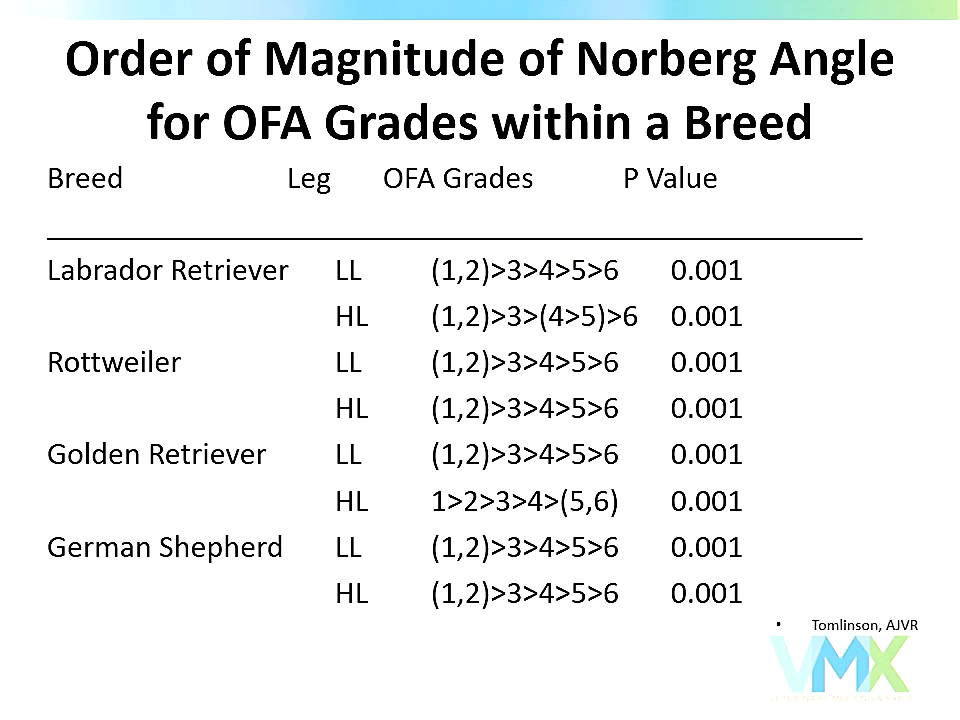 Order of Magnitude of Norberg Angle
for OFA Grades within a Breed
Breed Leg OFA Grades P Value
Labrador Retriever LL (1,2)>3>4>5>6 0.001
HL (1,2)>3>(4>5)>6 0.001
Rottweiler LL (1,2)>3>4>5>6 0.001
HL (1,2)>3>4>5>6 0.001
Golden Retriever LL (1,2)>3>4>5>6 0.001
HL 1>2>3>4>(5,6) 0.001
German Shepherd LL (1,2)>3>4>5>6 0.001
HL (1,2)>3>4>5>6 0.001
• Tomlinson, AJVR
VMX